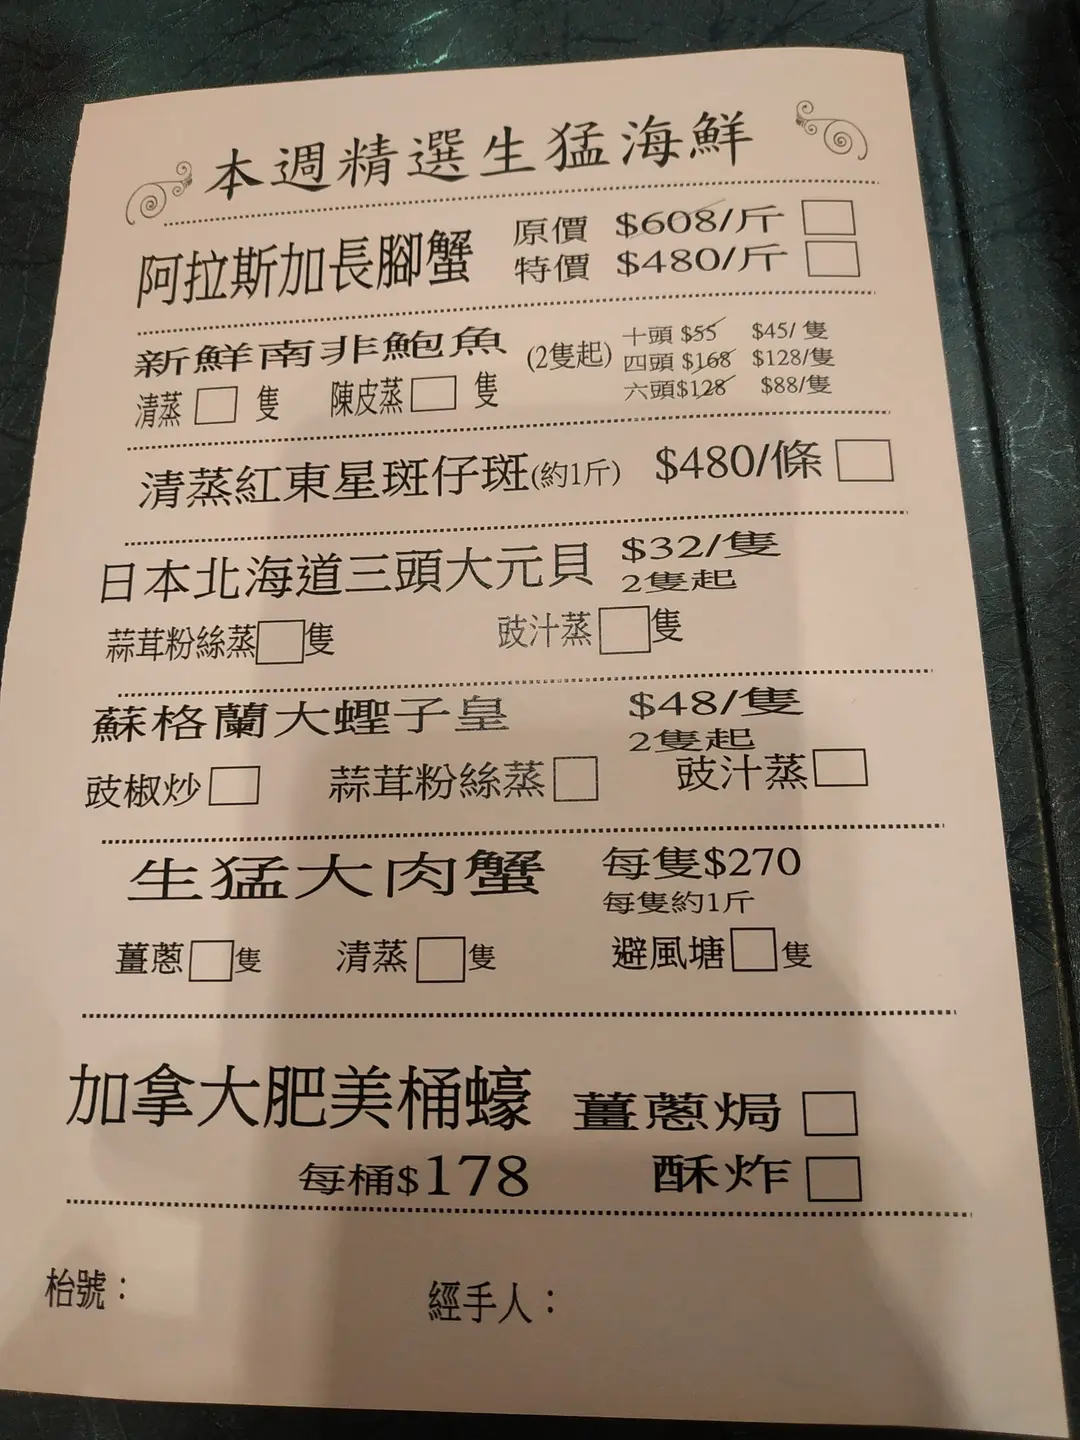 本週精選生猛海鮮
阿拉斯加長腳蟹 原價 $608/斤
特價 $480/斤
新鮮南非鮑魚 (2隻起) 十頭 $55 $45/隻
四頭 $168 $128/隻
六頭$128 $88/隻
清蒸 隻 陳皮蒸 隻
清蒸紅東星斑仔斑(約1斤) $480/條
日本北海道三頭大元貝 $32/隻
2隻起
蒜茸粉絲蒸 隻 豉汁蒸 隻
蘇格蘭大蟶子皇 $48/隻
2隻起
豉椒炒 蒜茸粉絲蒸 豉汁蒸
生猛大肉蟹 每隻$270
每隻約1斤
薑蔥 隻 清蒸 隻 避風塘 隻
加拿大肥美桶蠔 薑蔥焗
每桶$178 酥炸
枱號： 經手人：